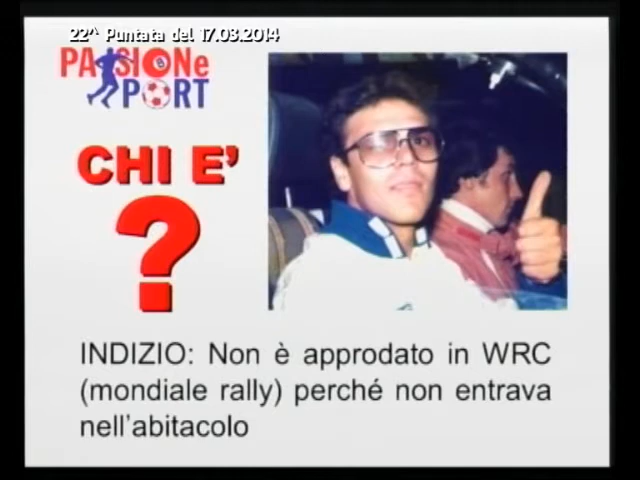 22^ Puntata del 17.03.2014
PASSIONe
SPORT
CHI E'
?
INDIZIO: Non è approdato in WRC
(mondiale rally) perché non entrava
nell'abitacolo